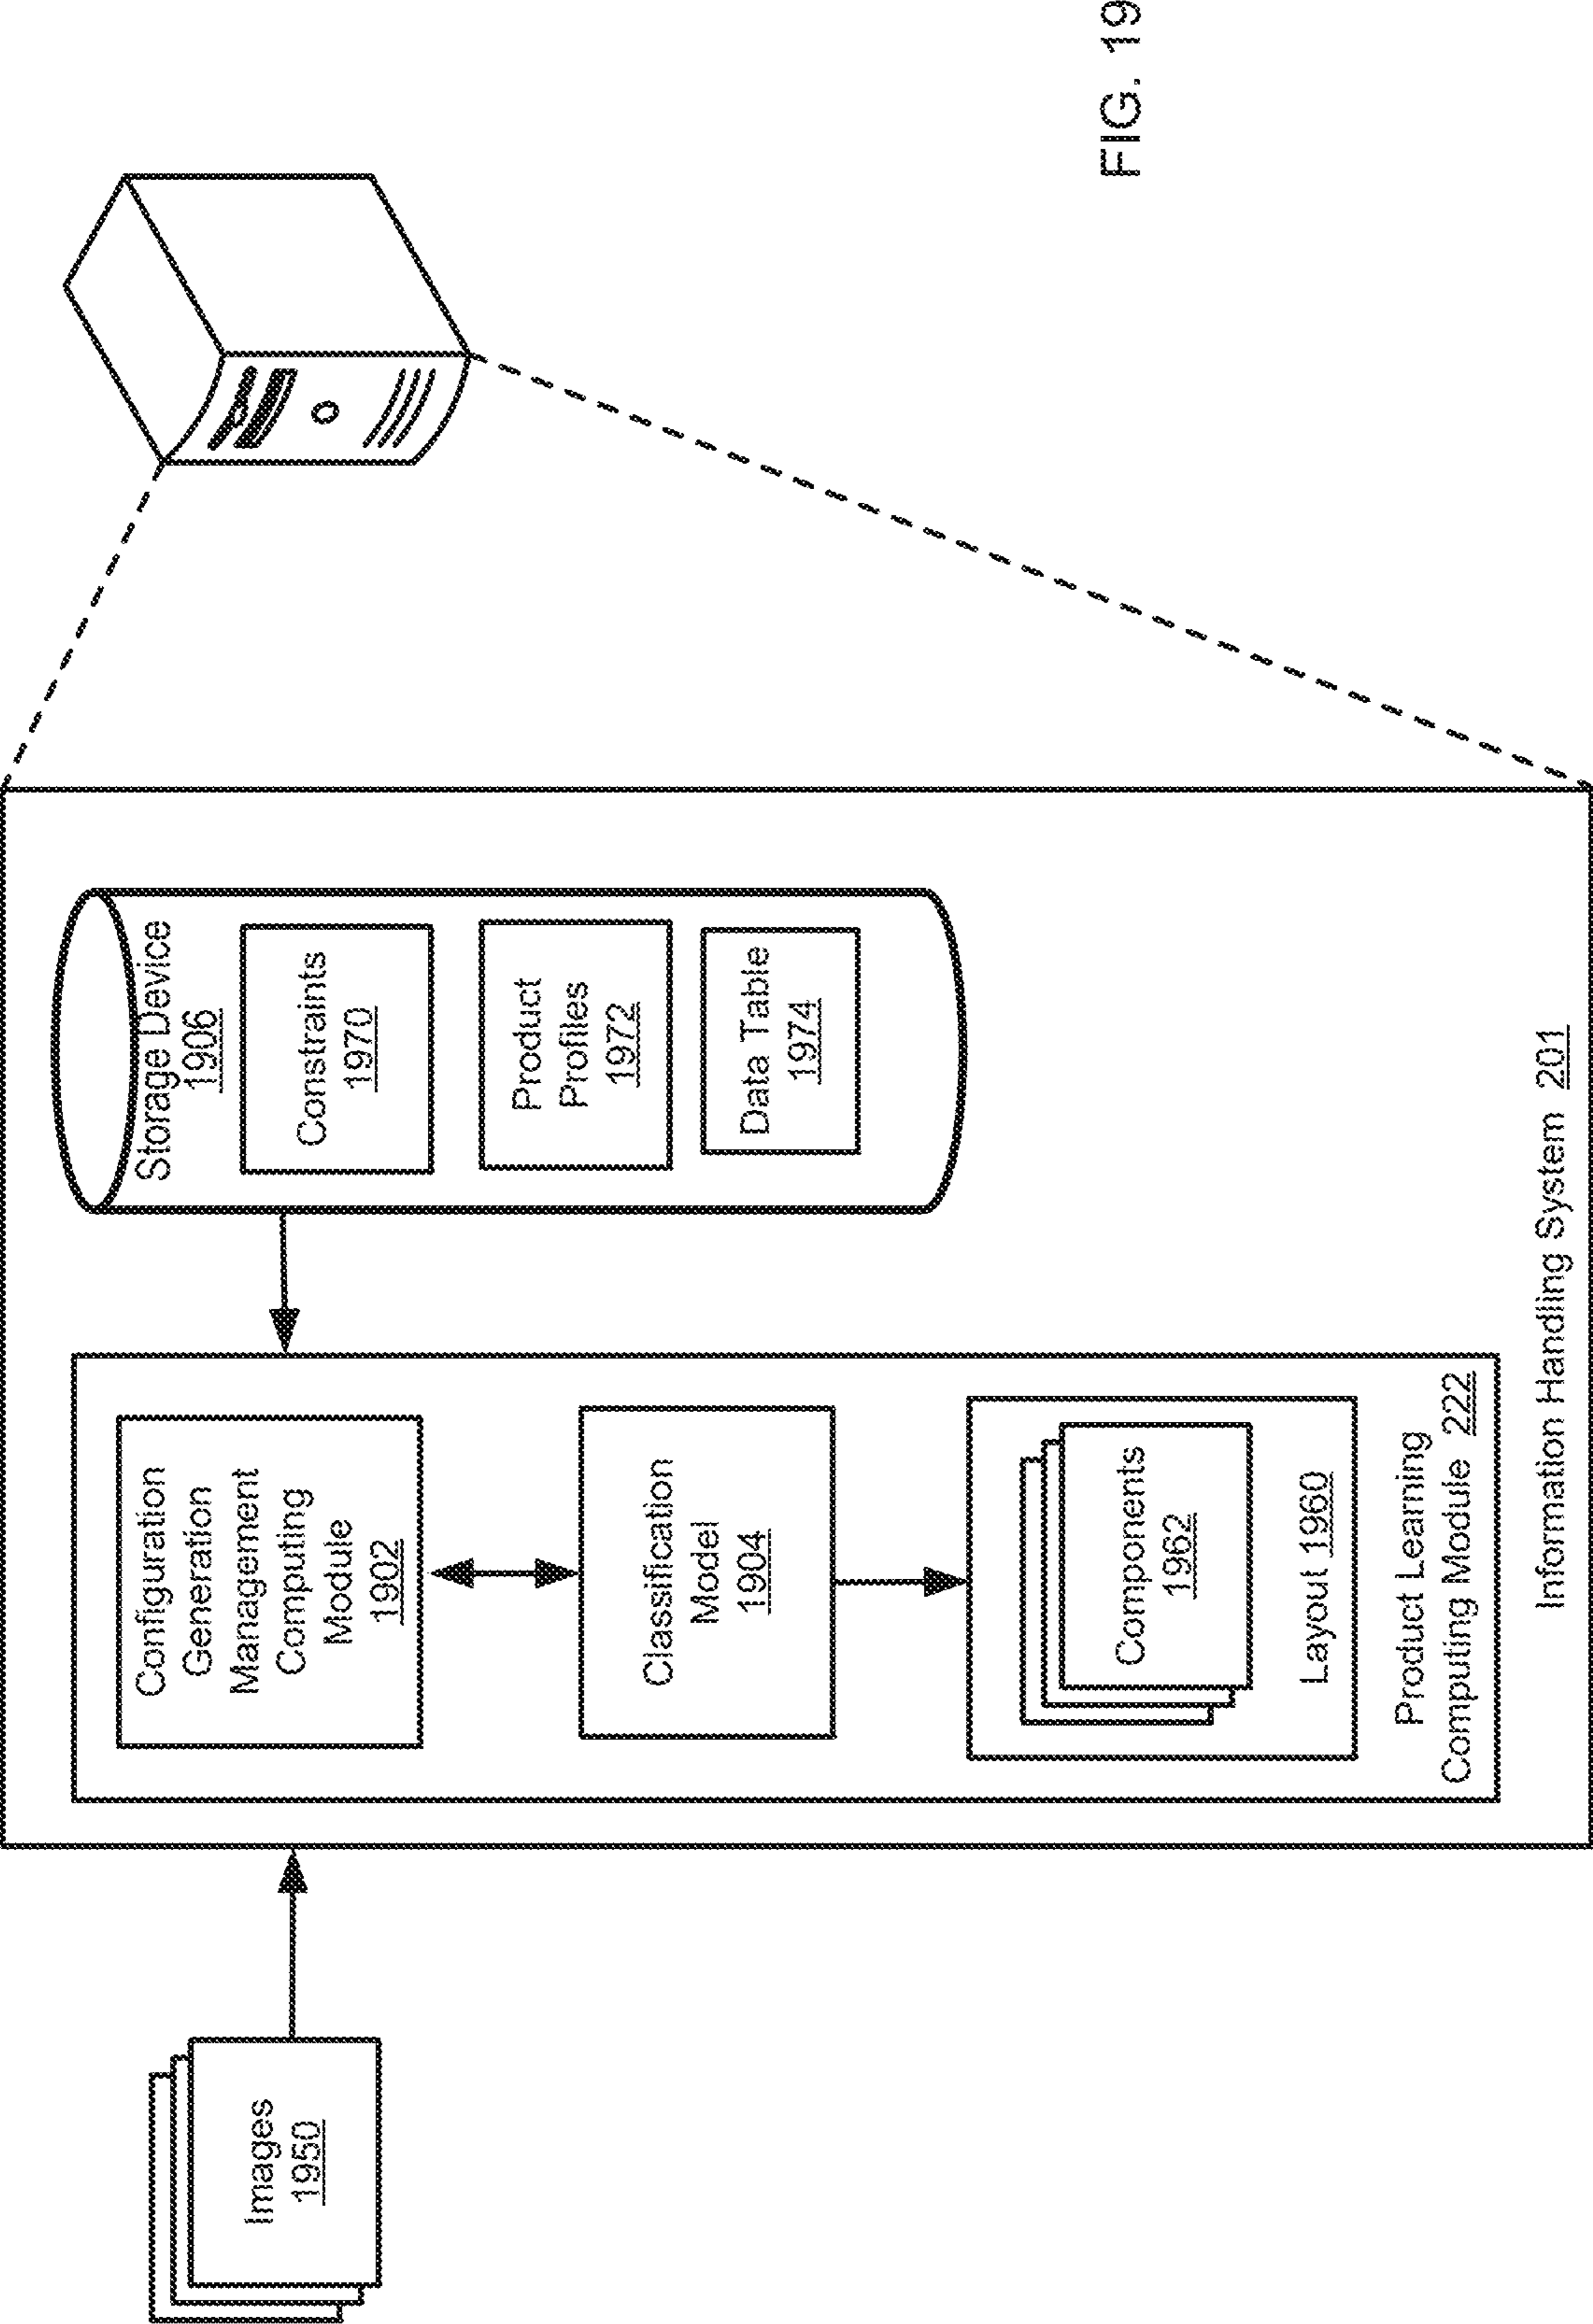 Images
1950
Configuration
Generation
Management
Computing
Module
1902
Classification
Model
1904
Components
1962
Layout 1960
Product Learning
Computing Module 222
Storage Device
1906
Constraints
1970
Product
Profiles
1972
Data Table
1974
Information Handling System 201
FIG. 19